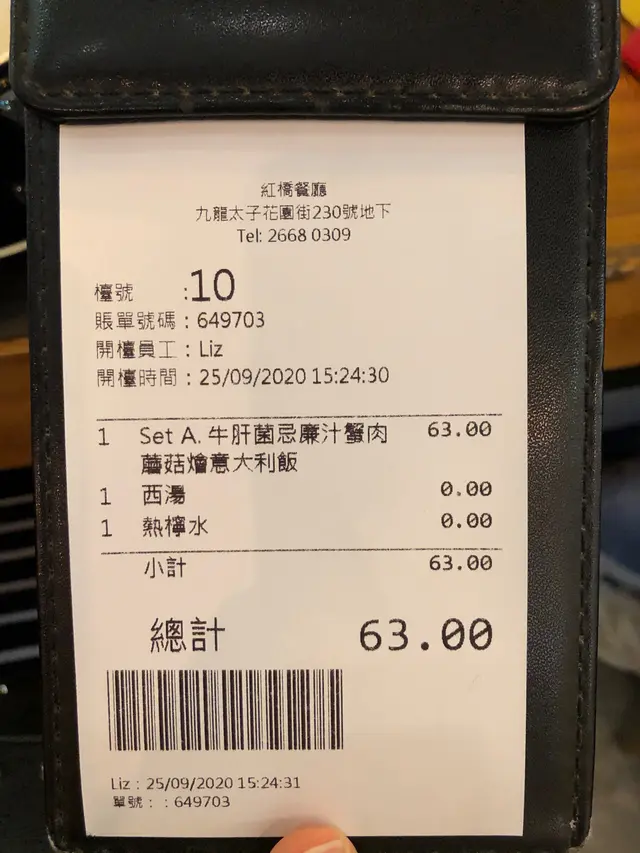 紅橋餐廳
九龍太子花園街230號地下
Tel: 2668 0309
檯號 :10
賬單號碼：649703
開檯員工：Liz
開檯時間：25/09/2020 15:24:30
1 Set A. 牛肝菌忌廉汁蟹肉 63.00
蘑菇燴意大利飯
1 西湯 0.00
1 熱檸水 0.00
小計 63.00
總計 63.00
Liz : 25/09/2020 15:24:31
單號：: 649703